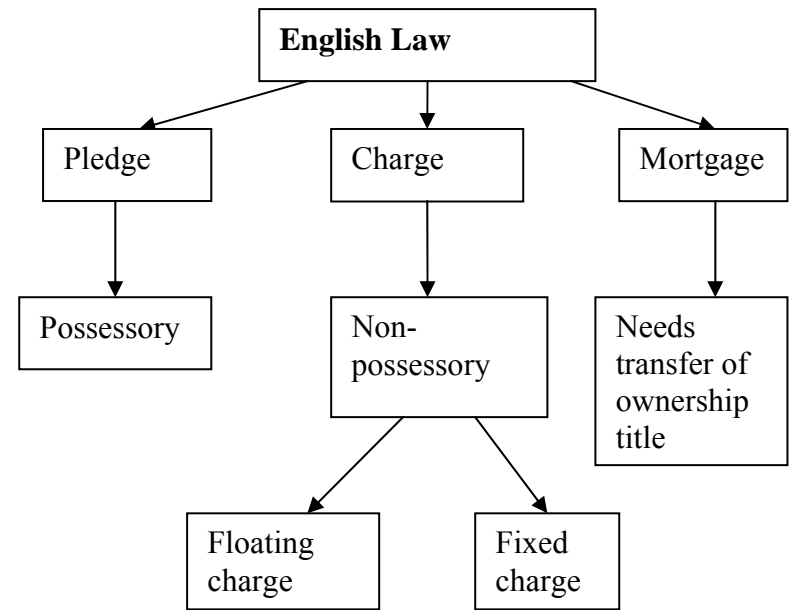 English Law
Pledge
Charge
Mortgage
Possessory
Non-
possessory
Needs
transfer of
ownership
title
Floating
charge
Fixed
charge